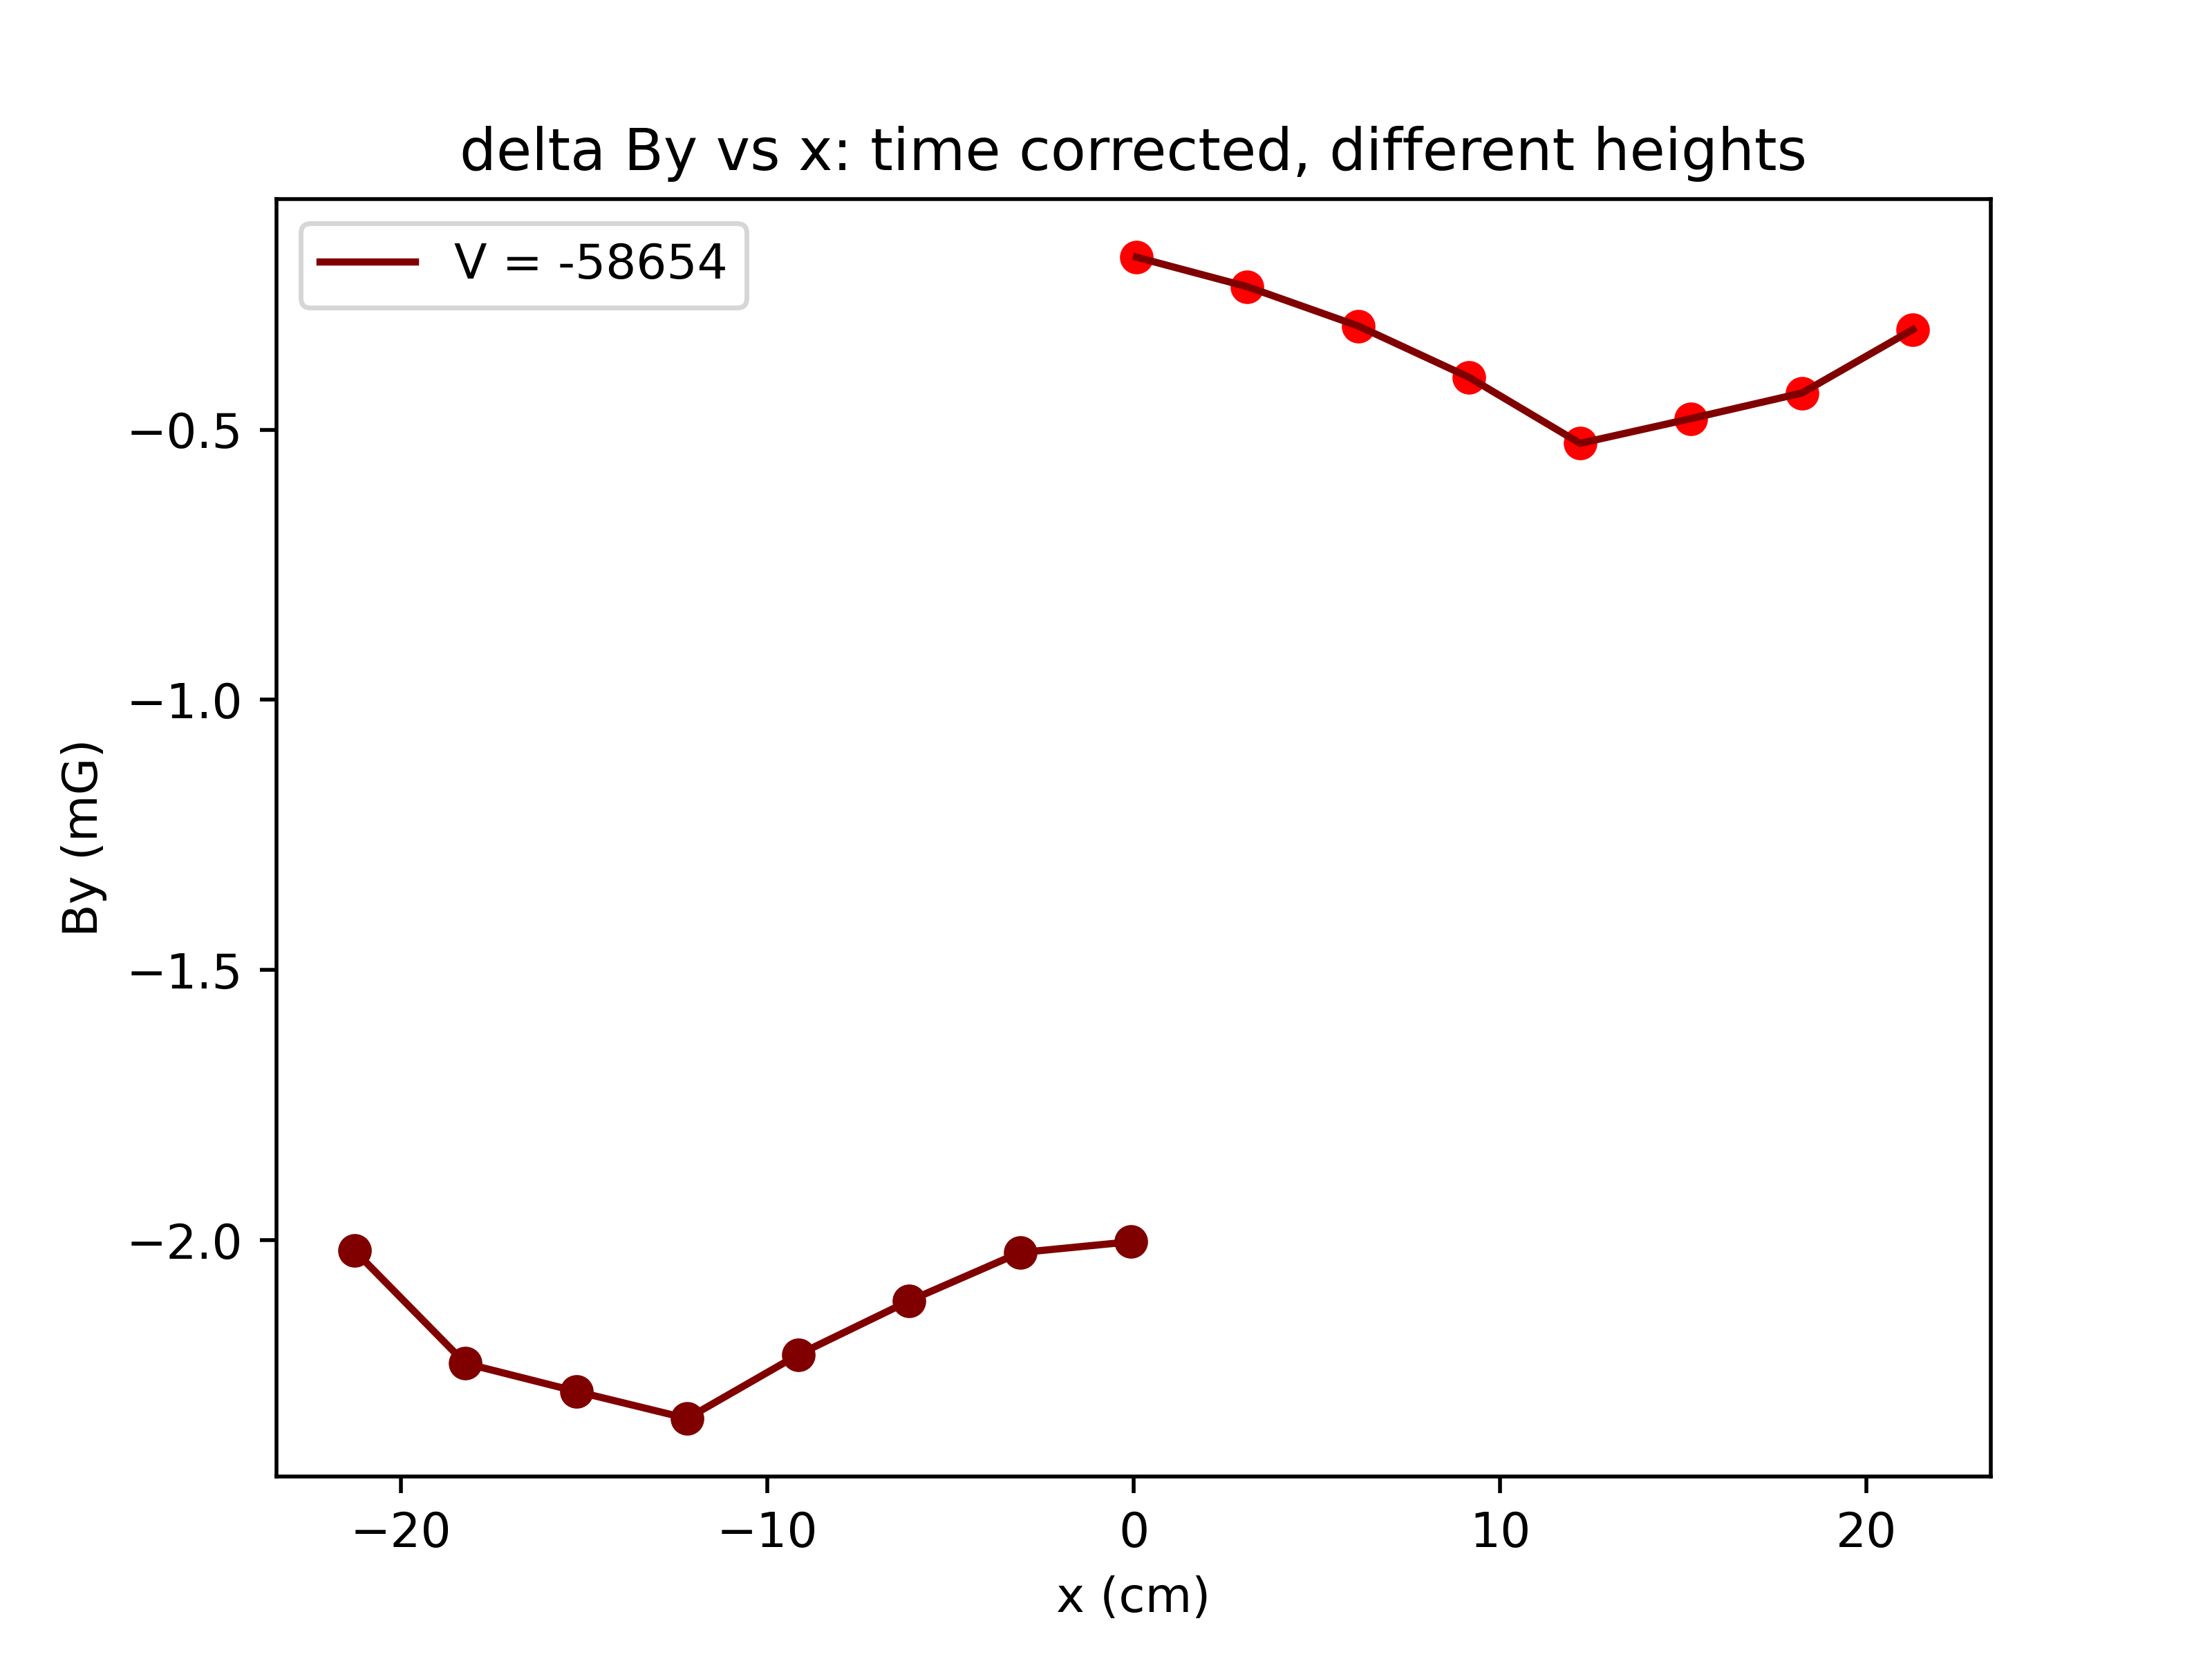 delta By vs x: time corrected, different heights
V = -58654
By (mG)
−0.5
−1.0
−1.5
−2.0
−20
−10
0
10
20
x (cm)